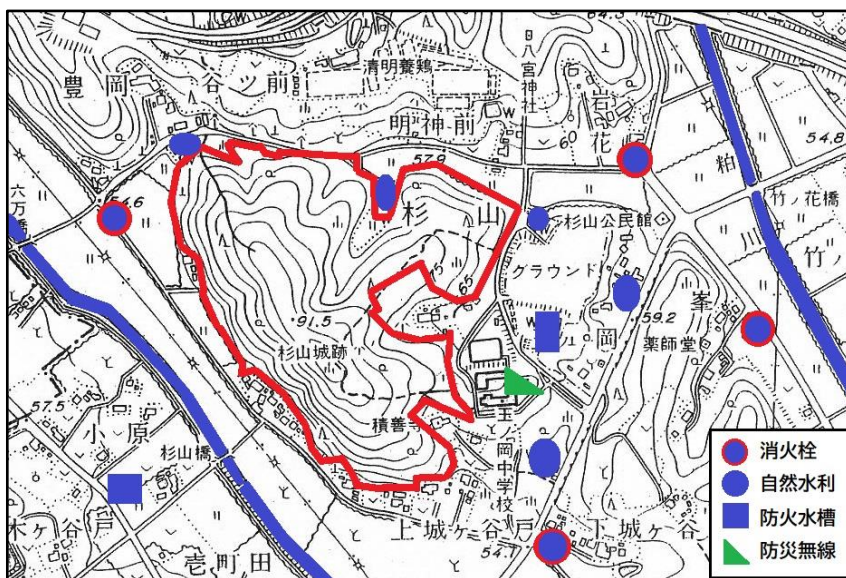 豊岡
谷ツ前
清明養鶏
明神前
日八宮神社
岩花
60
54.8
57.9
粕川
竹ノ花橋
六万橋
54.6
杉山
杉山公民館
グラウンド
65
59.2
峯
岡
薬師堂
91.5
杉山城跡
積善寺
玉ノ岡中学校
57.5
小原
杉山橋
木ヶ谷戸
壱町田
上城ヶ谷戸
下城ヶ谷
消火栓
自然水利
防火水槽
防災無線